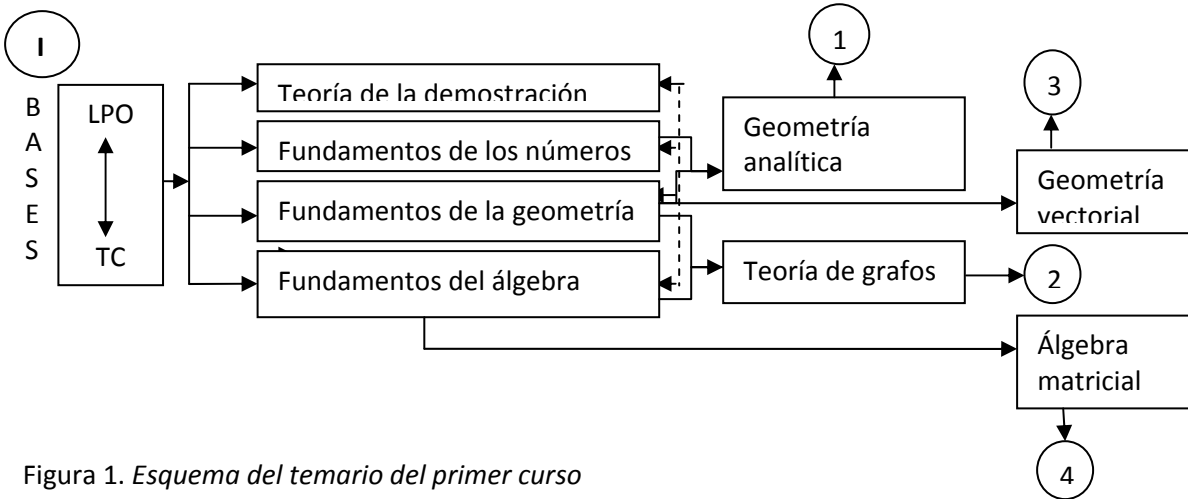 I
BASES
LPO
TC
Teoría de la demostración
Fundamentos de los números
Fundamentos de la geometría
Fundamentos del álgebra
1
Geometría
analítica
Teoría de grafos
2
3
Geometría
vectorial
Álgebra
matricial
4
Figura 1. Esquema del temario del primer curso